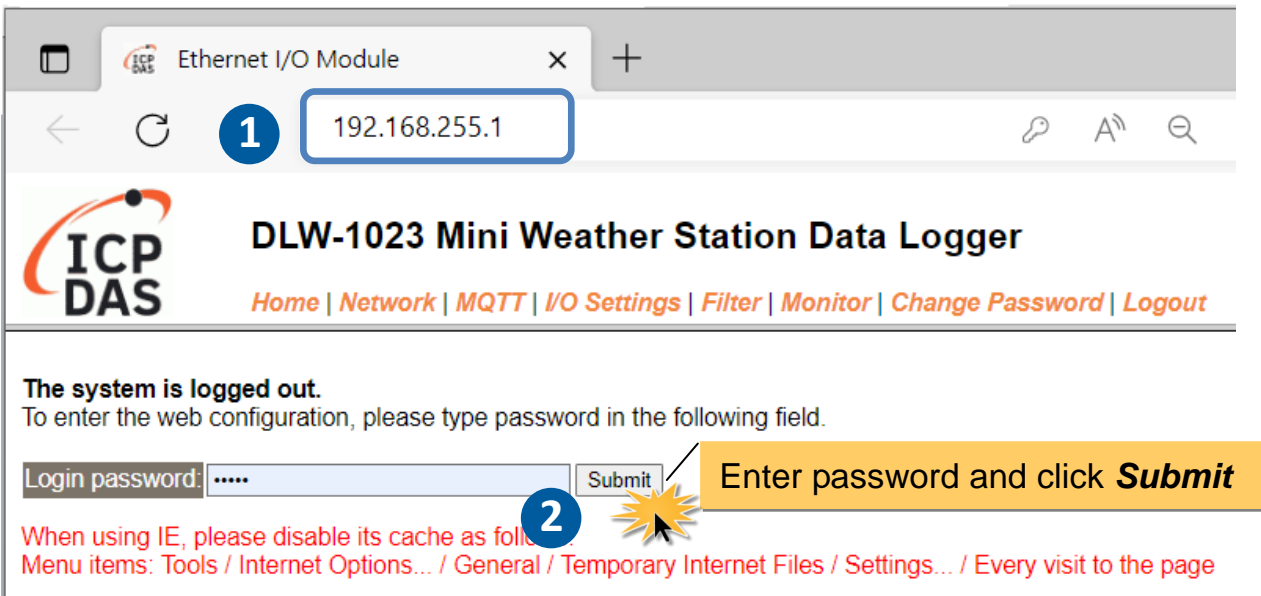 ICP DAS Ethernet I/O Module
1 192.168.255.1
ICP
DAS
DLW-1023 Mini Weather Station Data Logger
Home | Network | MQTT | I/O Settings | Filter | Monitor | Change Password | Logout
The system is logged out.
To enter the web configuration, please type password in the following field.
Login password: ••••• Submit
Enter password and click Submit
2
When using IE, please disable its cache as
Menu items: Tools / Internet Options... / General / Temporary Internet Files / Settings... / Every visit to the page